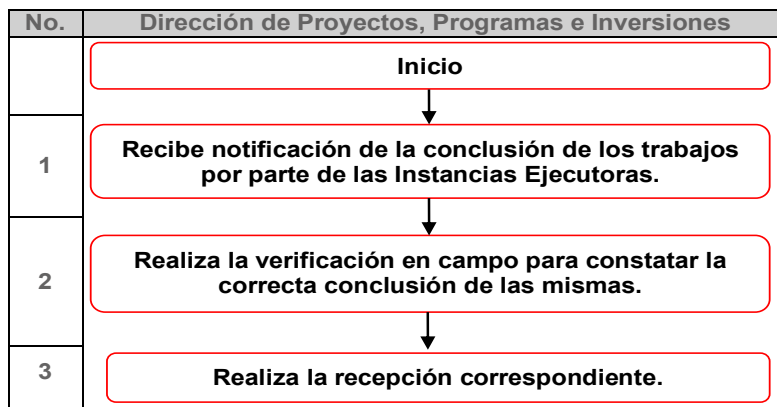 No. Dirección de Proyectos, Programas e Inversiones
Inicio
1
Recibe notificación de la conclusión de los trabajos
por parte de las Instancias Ejecutoras.
2
Realiza la verificación en campo para constatar la
correcta conclusión de las mismas.
3
Realiza la recepción correspondiente.